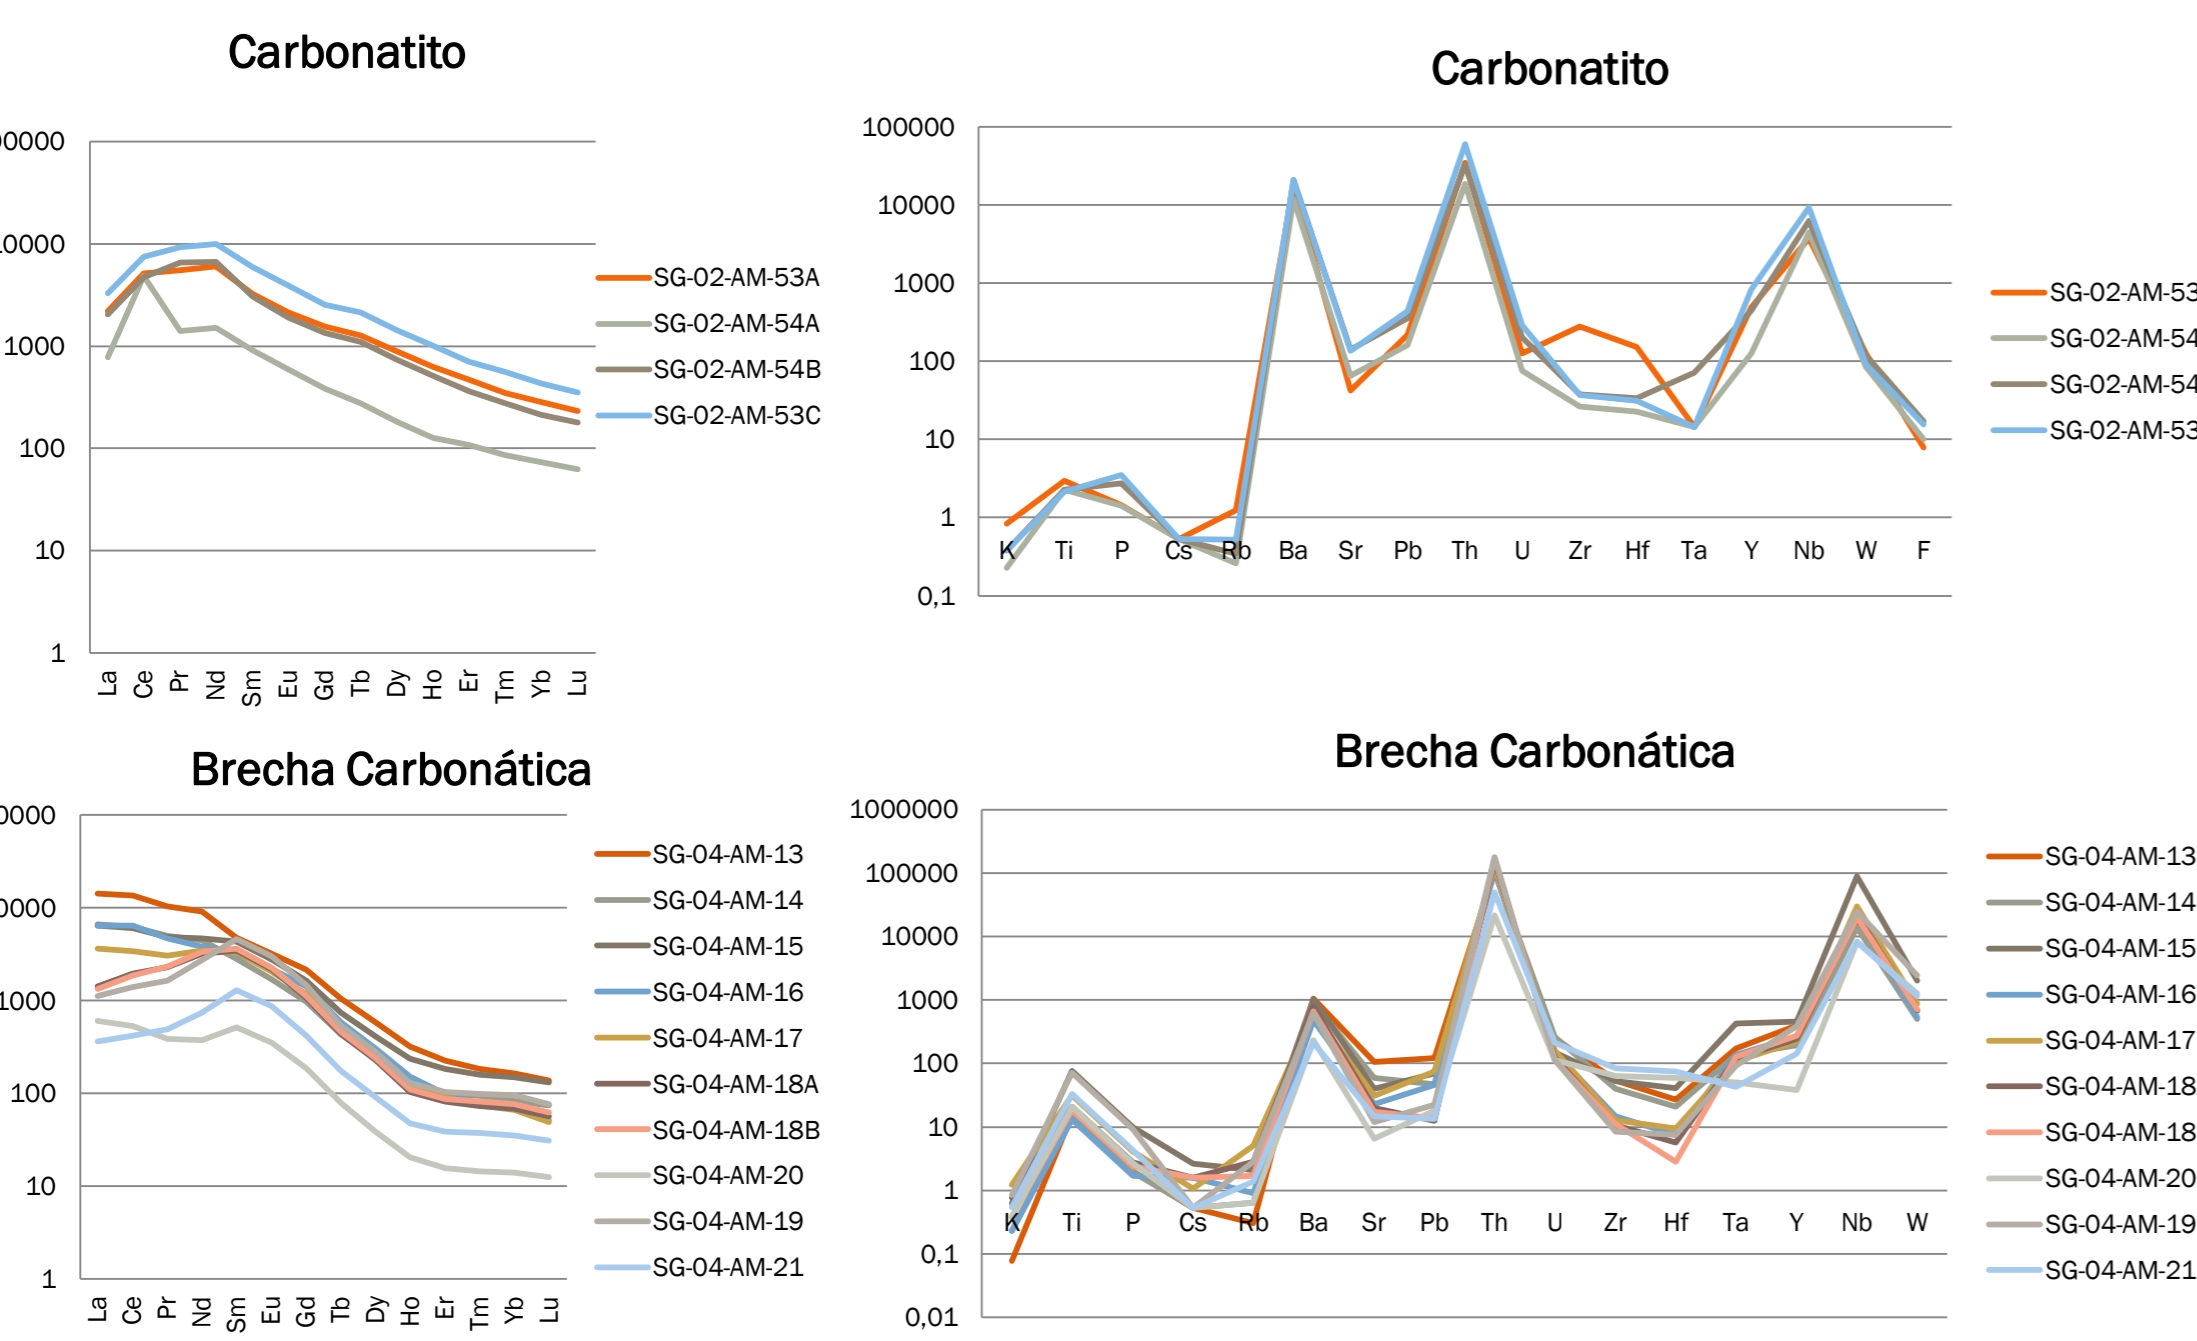 Carbonatito
00000
10000
1000
100
10
1
La Ce Pr Nd Sm Eu Gd Tb Dy Ho Er Tm Yb Lu
SG-02-AM-53A
SG-02-AM-54A
SG-02-AM-54B
SG-02-AM-53C
Carbonatito
100000
10000
1000
100
10
1
0,1
K Ti P Cs Rb Ba Sr Pb Th U Zr Hf Ta Y Nb W F
SG-02-AM-53
SG-02-AM-54
SG-02-AM-54
SG-02-AM-53
Brecha Carbonática
00000
0000
1000
100
10
1
La Ce Pr Nd Sm Eu Gd Tb Dy Ho Er Tm Yb Lu
SG-04-AM-13
SG-04-AM-14
SG-04-AM-15
SG-04-AM-16
SG-04-AM-17
SG-04-AM-18A
SG-04-AM-18B
SG-04-AM-20
SG-04-AM-19
SG-04-AM-21
Brecha Carbonática
1000000
100000
10000
1000
100
10
1
0,1
0,01
K Ti P Cs Rb Ba Sr Pb Th U Zr Hf Ta Y Nb W
SG-04-AM-13
SG-04-AM-14
SG-04-AM-15
SG-04-AM-16
SG-04-AM-17
SG-04-AM-18
SG-04-AM-18
SG-04-AM-20
SG-04-AM-19
SG-04-AM-21